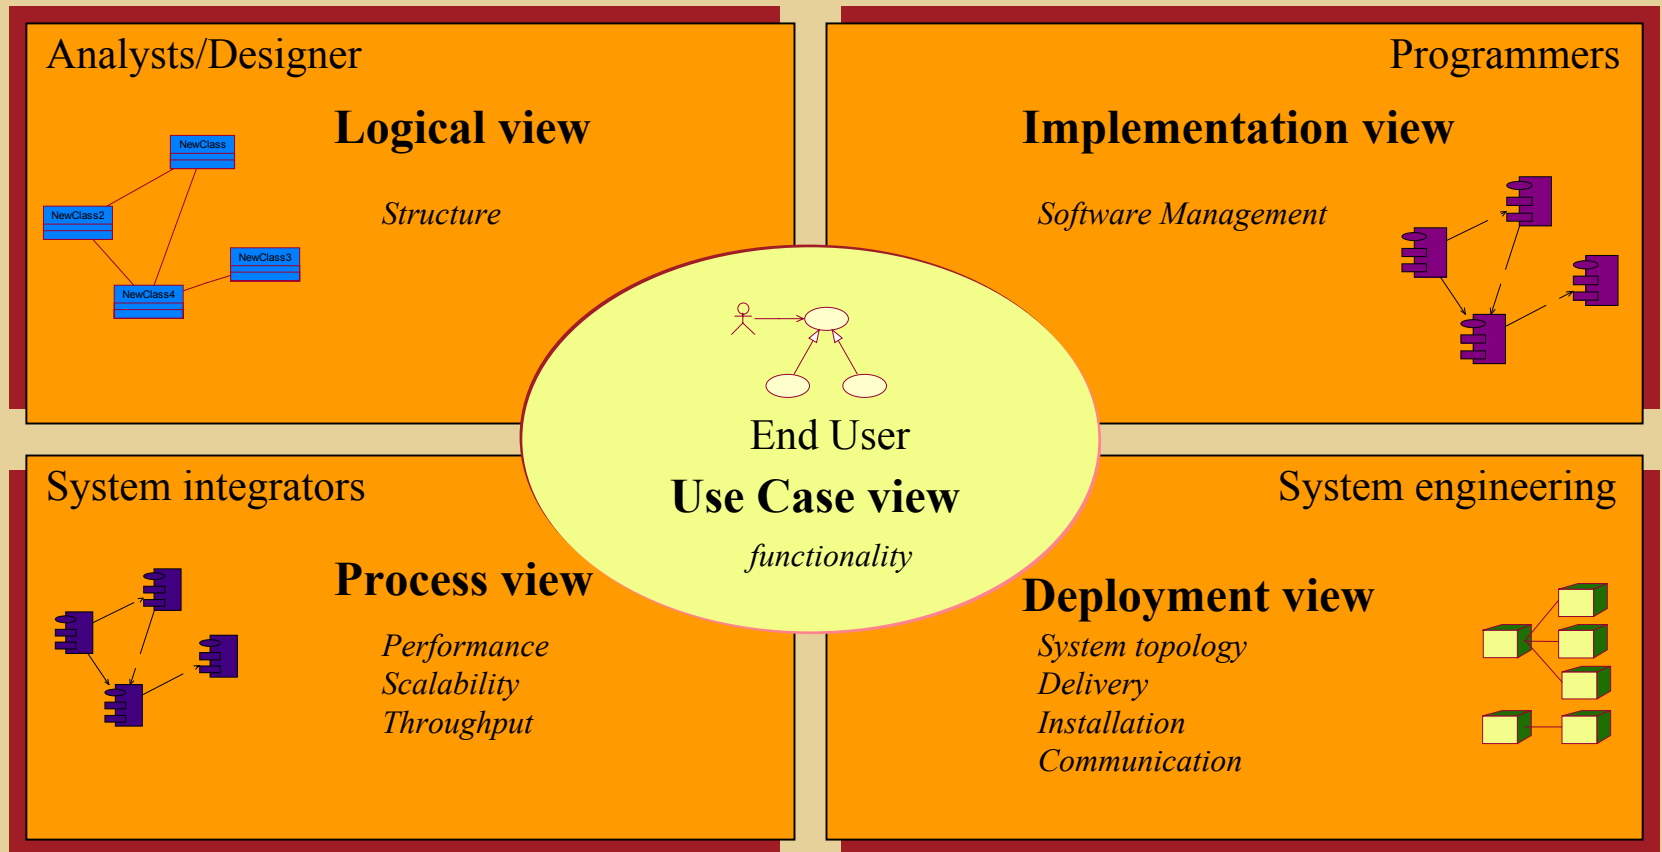 Analysts/Designer
Logical view
NewClass
Structure
NewClass2
NewClass3
NewClass4
Programmers
Implementation view
Software Management
End User
Use Case view
functionality
System integrators
Process view
Performance
Scalability
Throughput
System engineering
Deployment view
System topology
Delivery
Installation
Communication